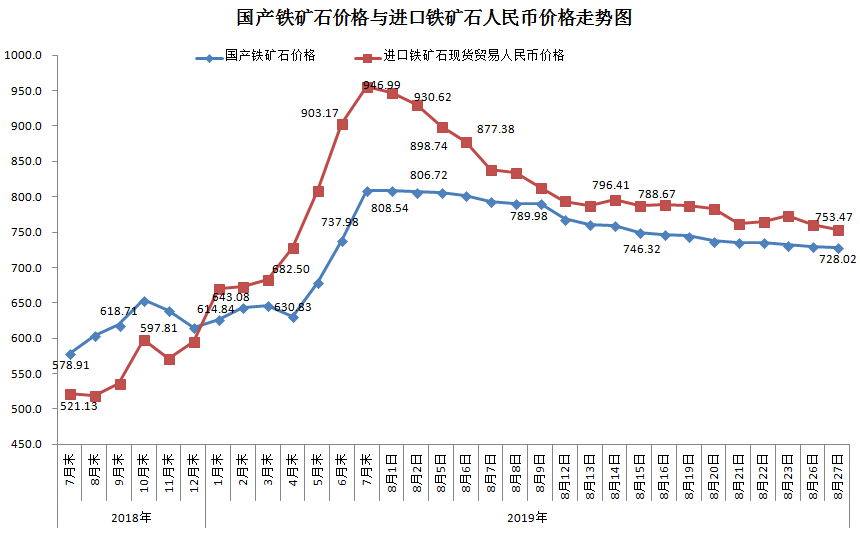 国产铁矿石价格与进口铁矿石人民币价格走势图
国产铁矿石价格
进口铁矿石现货贸易人民币价格
1000.0
950.0
900.0
850.0
800.0
750.0
700.0
650.0
600.0
550.0
500.0
450.0
578.91
618.71
614.84
643.08
630.83
737.98
808.54
806.72
789.98
746.32
728.02
521.13
597.81
682.50
903.17
946.99
930.62
898.74
877.38
796.41
788.67
753.47
7月末
8月末
9月末
10月末
11月末
12月末
1月末
2月末
3月末
4月末
5月末
6月末
7月末
8月1日
8月2日
8月5日
8月6日
8月7日
8月8日
8月9日
8月12日
8月13日
8月14日
8月15日
8月16日
8月19日
8月20日
8月21日
8月22日
8月23日
8月26日
8月27日
2018年
2019年